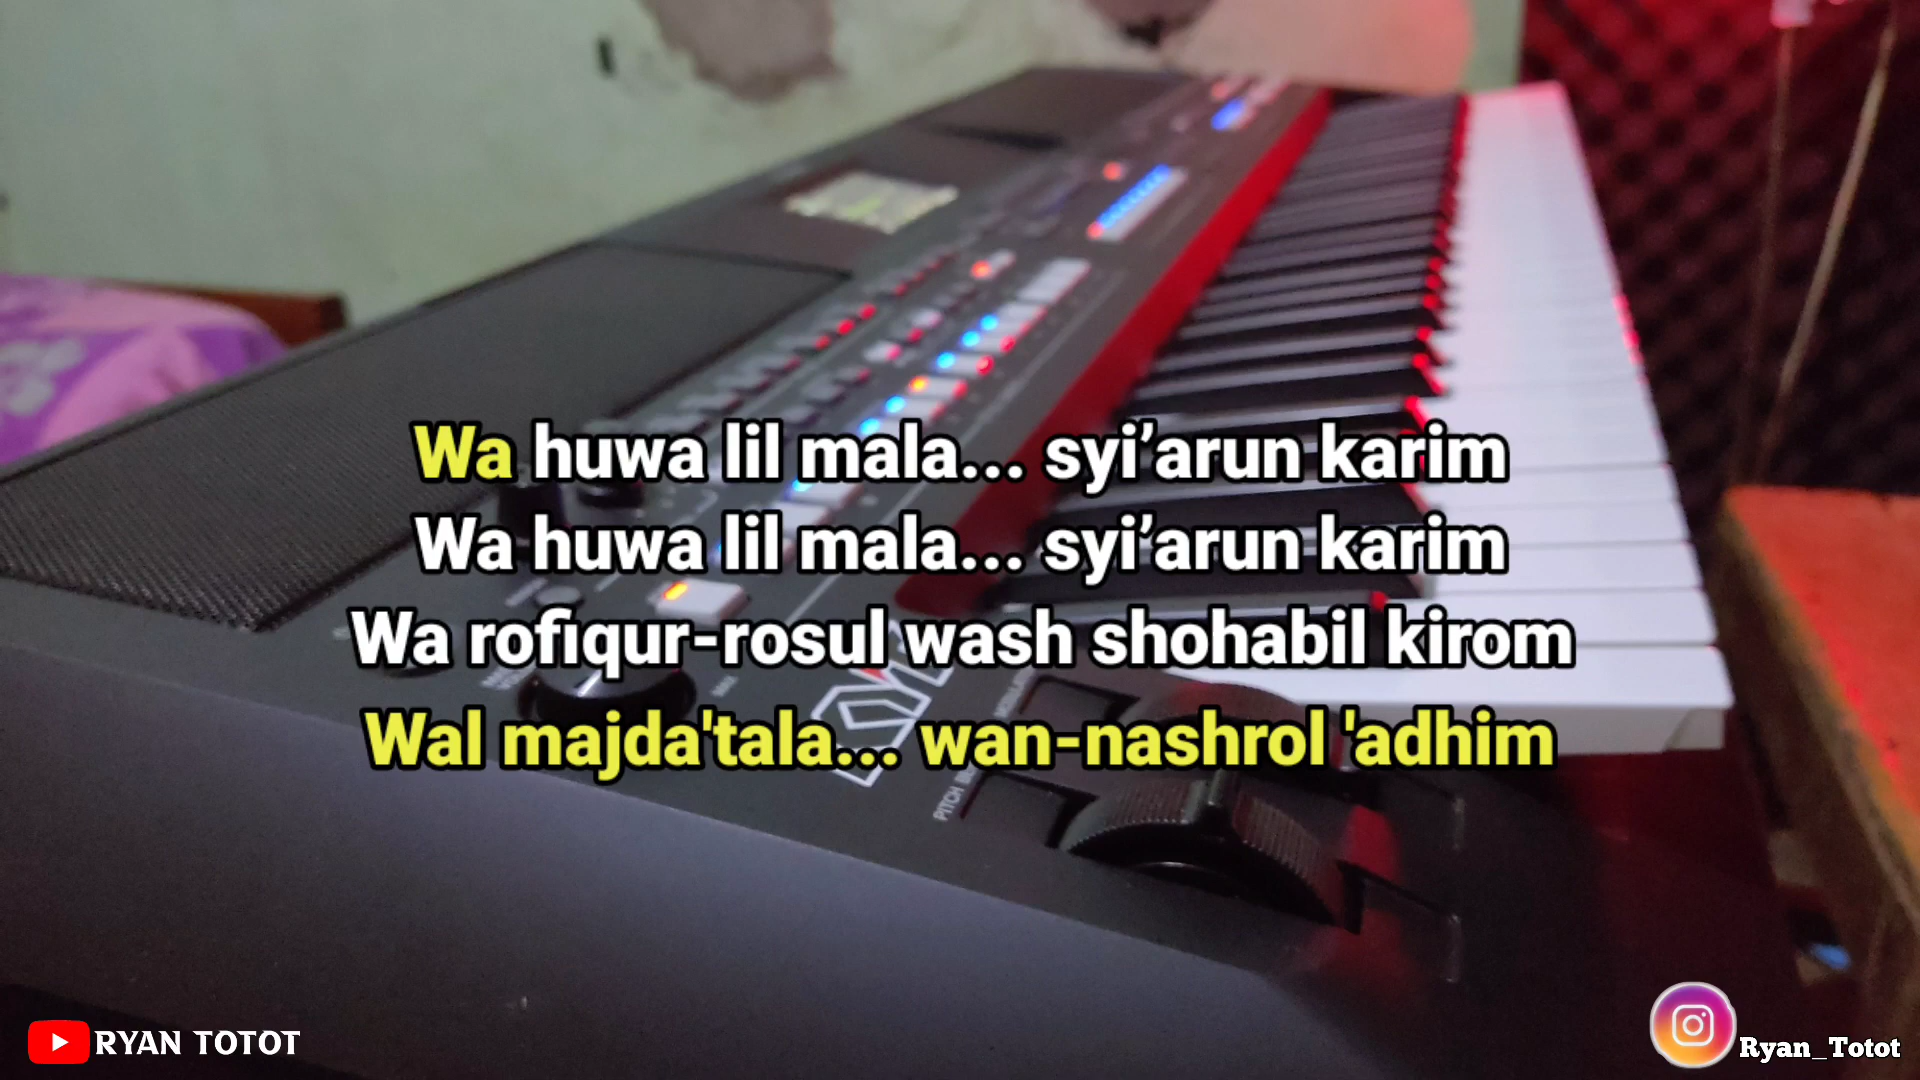 Wa huwa lil mala... syi’arun karim
Wa huwa lil mala... syi’arun karim
Wa rofiqur-rosul wash shohabil kirom
Wal majda'tala... wan-nashrol 'adhim
PITCH
RYAN TOTOT
Ryan_Totot